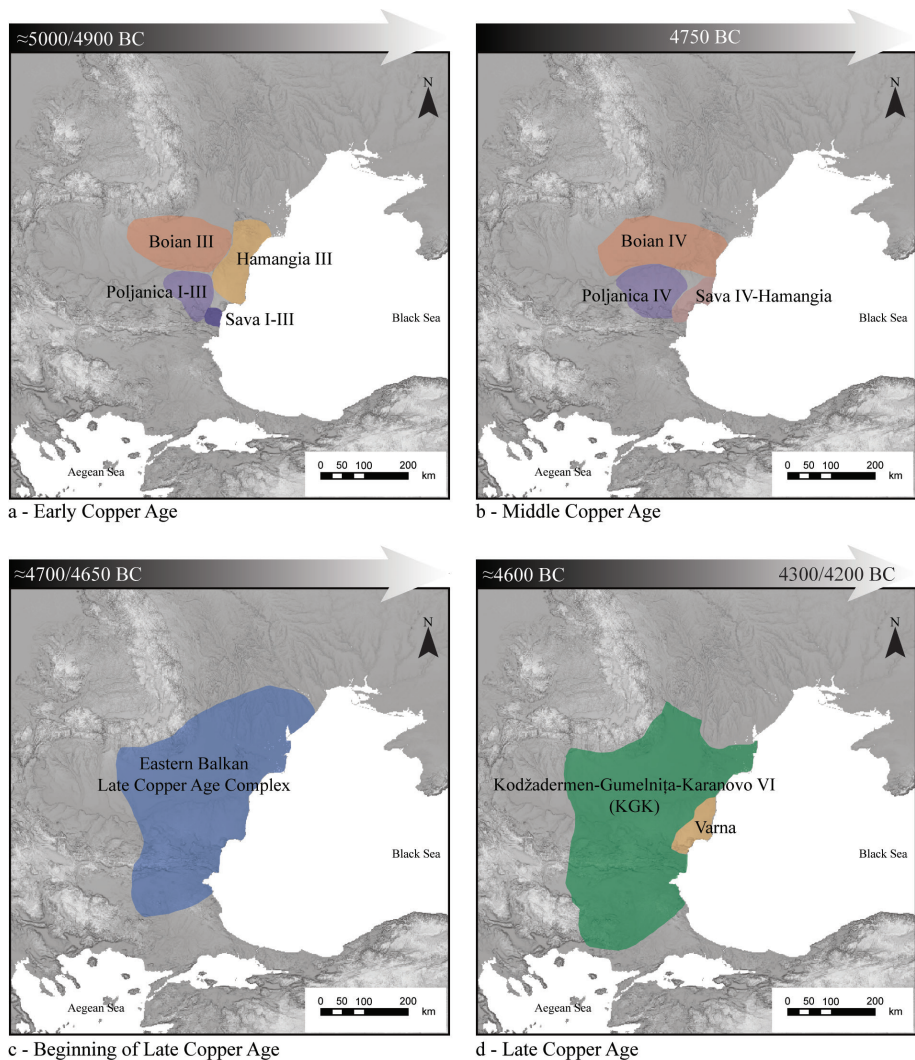 ≈5000/4900 BC
N
Boian III
Hamangia III
Poljanica I-III
Sava I-III
Black Sea
Aegean Sea
0 50 100 200
km
a - Early Copper Age
4750 BC
N
Boian IV
Poljanica IV
Sava IV-Hamangia
Black Sea
Aegean Sea
0 50 100 200
km
b - Middle Copper Age
≈4700/4650 BC
N
Eastern Balkan
Late Copper Age Complex
Black Sea
Aegean Sea
0 50 100 200
km
c - Beginning of Late Copper Age
≈4600 BC 4300/4200 BC
N
Kodžadermen-Gumelniţa-Karanovo VI
(KGK)
Varna
Black Sea
Aegean Sea
0 50 100 200
km
d - Late Copper Age